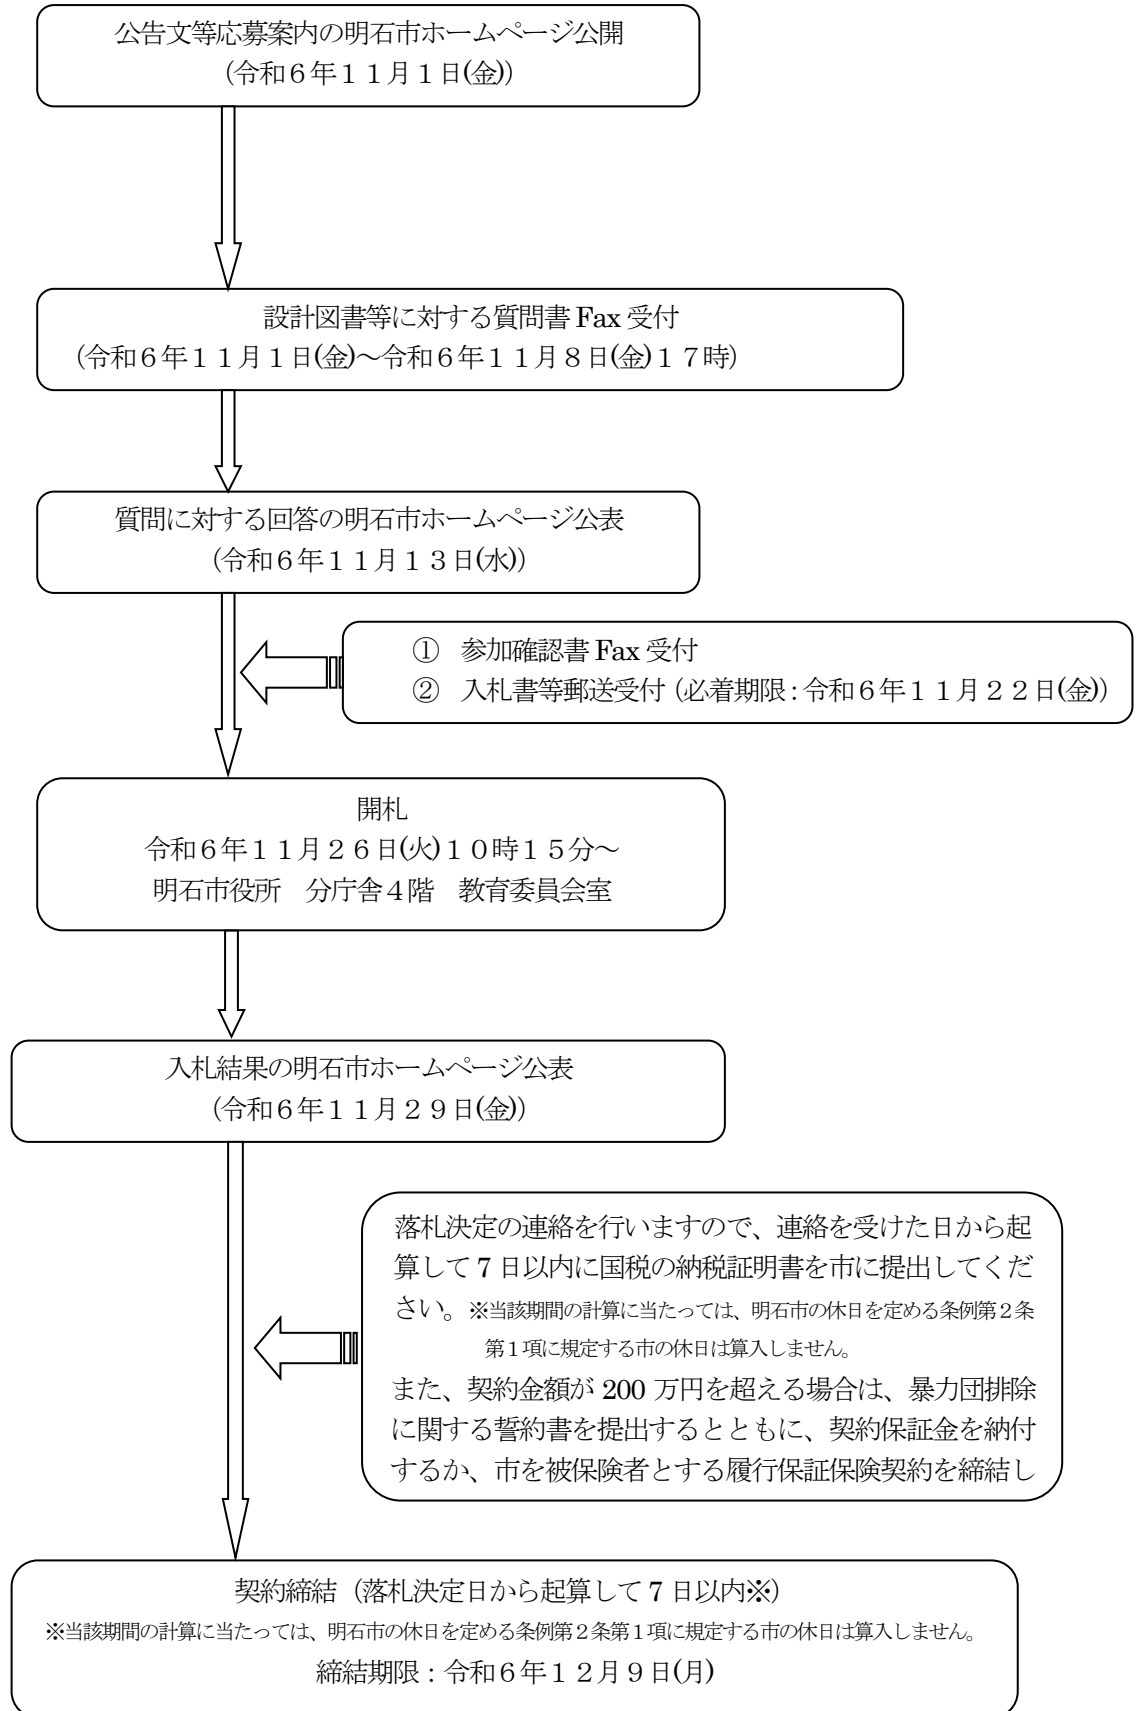 公告文等応募案内の明石市ホームページ公開
(令和６年１１月１日(金))
設計図書等に対する質問書 Fax 受付
(令和６年１１月１日(金)～令和６年１１月８日(金)１７時)
質問に対する回答の明石市ホームページ公表
(令和６年１１月１３日(水))
① 参加確認書 Fax 受付
② 入札書等郵送受付 (必着期限：令和６年１１月２２日(金))
開札
令和６年１１月２６日(火)１０時１５分～
明石市役所　分庁舎４階　教育委員会室
入札結果の明石市ホームページ公表
(令和６年１１月２９日(金))
落札決定の連絡を行いますので、連絡を受けた日から起
算して 7 日以内に国税の納税証明書を市に提出してくだ
さい。※当該期間の計算に当たっては、明石市の休日を定める条例第２条
第１項に規定する市の休日は算入しません。
また、契約金額が 200 万円を超える場合は、暴力団排除
に関する誓約書を提出するとともに、契約保証金を納付
するか、市を被保険者とする履行保証保険契約を締結し
契約締結（落札決定日から起算して 7 日以内※）
※当該期間の計算に当たっては、明石市の休日を定める条例第２条第１項に規定する市の休日は算入しません。
締結期限：令和６年１２月９日(月)